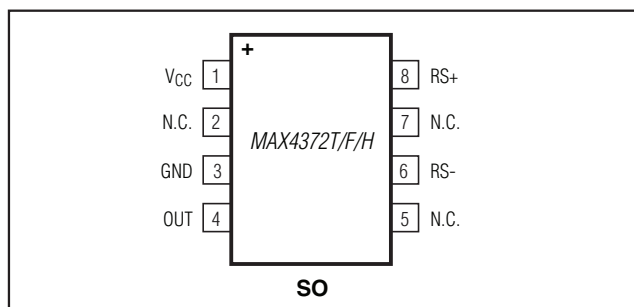 +
VCC 1 8 RS+
N.C. 2 7 N.C.
MAX4372T/F/H
GND 3 6 RS-
OUT 4 5 N.C.
SO